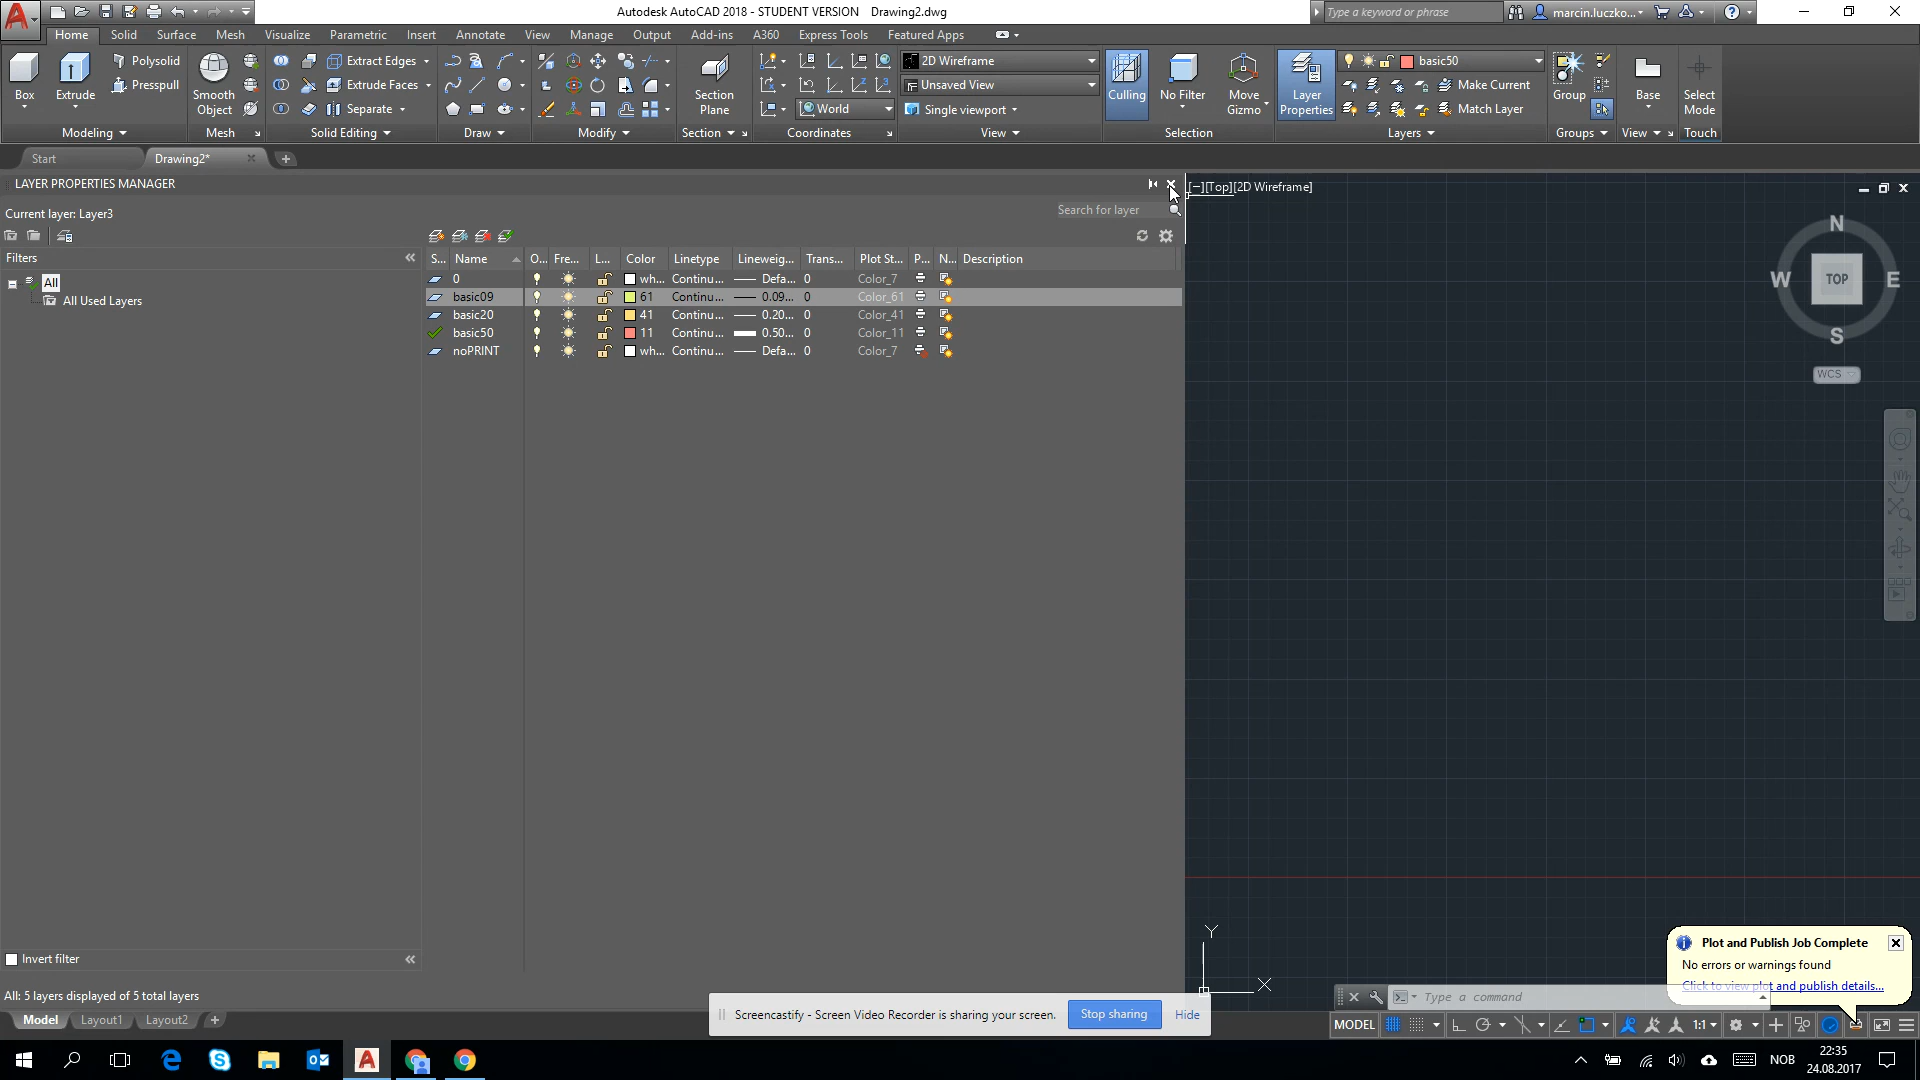 Autodesk AutoCAD 2018 - STUDENT VERSION Drawing2.dwg
Type a keyword or phrase
marcin.luczko...
Home Solid Surface Mesh Visualize Parametric Insert Annotate View Manage Output Add-ins A360 Express Tools Featured Apps
Box
Extrude
Polysolid
Presspull
Modeling
Smooth Object
Mesh
Extract Edges
Extrude Faces
Separate
Solid Editing
Draw
Modify
Section Plane
Section
World
Coordinates
2D Wireframe
Unsaved View
Single viewport
View
Culling
No Filter
Move Gizmo
Selection
Layer Properties
basic50
Make Current
Match Layer
Layers
Group
Groups
Base
View
Select Mode
Touch
Start
Drawing2*
LAYER PROPERTIES MANAGER
Current layer: Layer3
Search for layer
Filters
All
All Used Layers
S... Name O... Fre... L... Color Linetype Lineweig... Trans... Plot St... P... N... Description
0 wh... Continu... Defa... 0 Color_7
basic09 61 Continu... 0.09... 0 Color_61
basic20 41 Continu... 0.20... 0 Color_41
basic50 11 Continu... 0.50... 0 Color_11
noPRINT wh... Continu... Defa... 0 Color_7
Invert filter
All: 5 layers displayed of 5 total layers
[−][Top][2D Wireframe]
N
W
TOP
E
S
WCS
Y
X
Plot and Publish Job Complete
No errors or warnings found
Click to view plot and publish details...
Type a command
Model Layout1 Layout2
Screencastify - Screen Video Recorder is sharing your screen.
Stop sharing
Hide
MODEL
1:1
NOB
22:35
24.08.2017